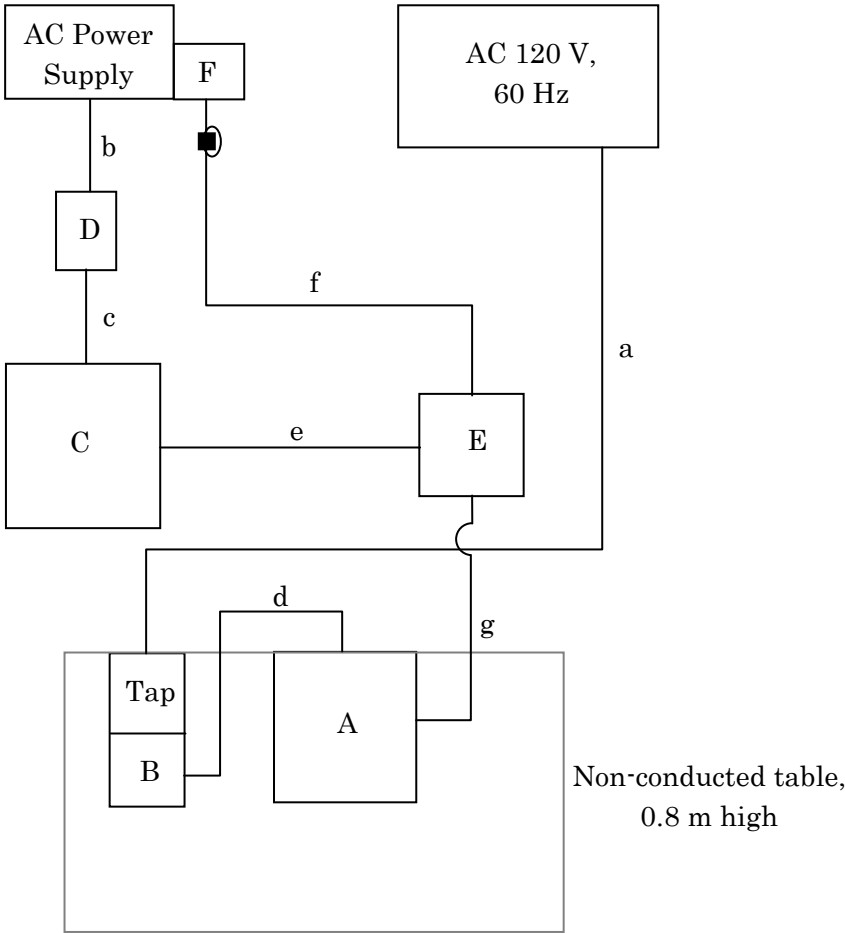 AC Power
Supply
F
AC 120 V,
60 Hz
b
D
f
c
a
C
e
E
d
g
Tap
A
B
Non-conducted table,
0.8 m high